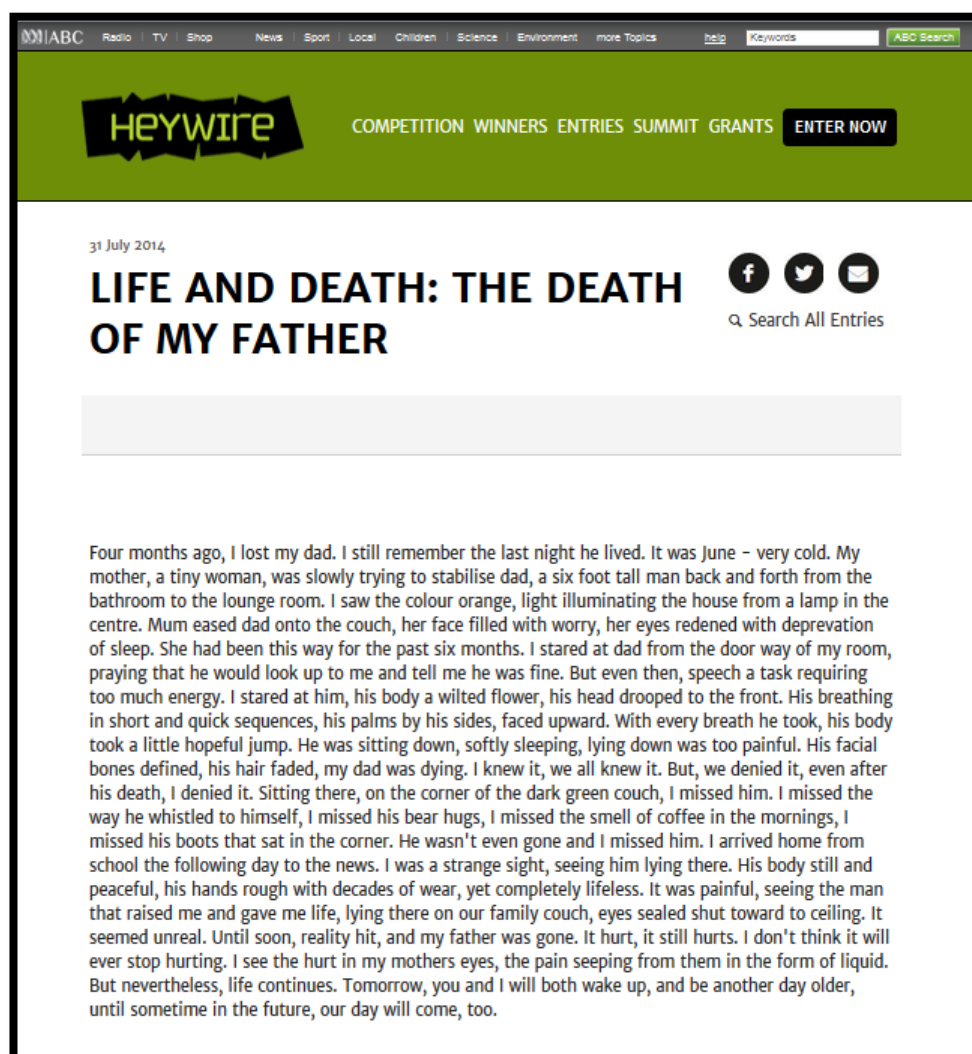 ABC Radio TV Shop News Sport Local Children Science Environment more Topics help Keywords ABC Search
HEYWIRE COMPETITION WINNERS ENTRIES SUMMIT GRANTS ENTER NOW
31 July 2014
LIFE AND DEATH: THE DEATH
OF MY FATHER
Search All Entries
Four months ago, I lost my dad. I still remember the last night he lived. It was June – very cold. My
mother, a tiny woman, was slowly trying to stabilise dad, a six foot tall man back and forth from the
bathroom to the lounge room. I saw the colour orange, light illuminating the house from a lamp in the
centre. Mum eased dad onto the couch, her face filled with worry, her eyes redened with deprevation
of sleep. She had been this way for the past six months. I stared at dad from the door way of my room,
praying that he would look up to me and tell me he was fine. But even then, speech a task requiring
too much energy. I stared at him, his body a wilted flower, his head drooped to the front. His breathing
in short and quick sequences, his palms by his sides, faced upward. With every breath he took, his body
took a little hopeful jump. He was sitting down, softly sleeping, lying down was too painful. His facial
bones defined, his hair faded, my dad was dying. I knew it, we all knew it. But, we denied it, even after
his death, I denied it. Sitting there, on the corner of the dark green couch, I missed him. I missed the
way he whistled to himself, I missed his bear hugs, I missed the smell of coffee in the mornings, I
missed his boots that sat in the corner. He wasn't even gone and I missed him. I arrived home from
school the following day to the news. I was a strange sight, seeing him lying there. His body still and
peaceful, his hands rough with decades of wear, yet completely lifeless. It was painful, seeing the man
that raised me and gave me life, lying there on our family couch, eyes sealed shut toward to ceiling. It
seemed unreal. Until soon, reality hit, and my father was gone. It hurt, it still hurts. I don't think it will
ever stop hurting. I see the hurt in my mothers eyes, the pain seeping from them in the form of liquid.
But nevertheless, life continues. Tomorrow, you and I will both wake up, and be another day older,
until sometime in the future, our day will come, too.